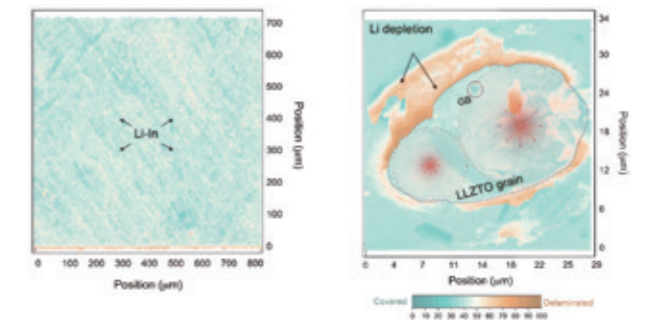 Li-In
700
600
500
400
300
200
100
0
Position (μm)
0 100 200 300 400 500 600 700 800
Position (μm)
Li depletion
GB
LLZTO grain
34
30
24
18
12
6
0
Position (μm)
0 4 7 11 14 18 22 25 29
Position (μm)
Covered
Delaminated
0 10 20 30 40 50 60 70 80 90 100